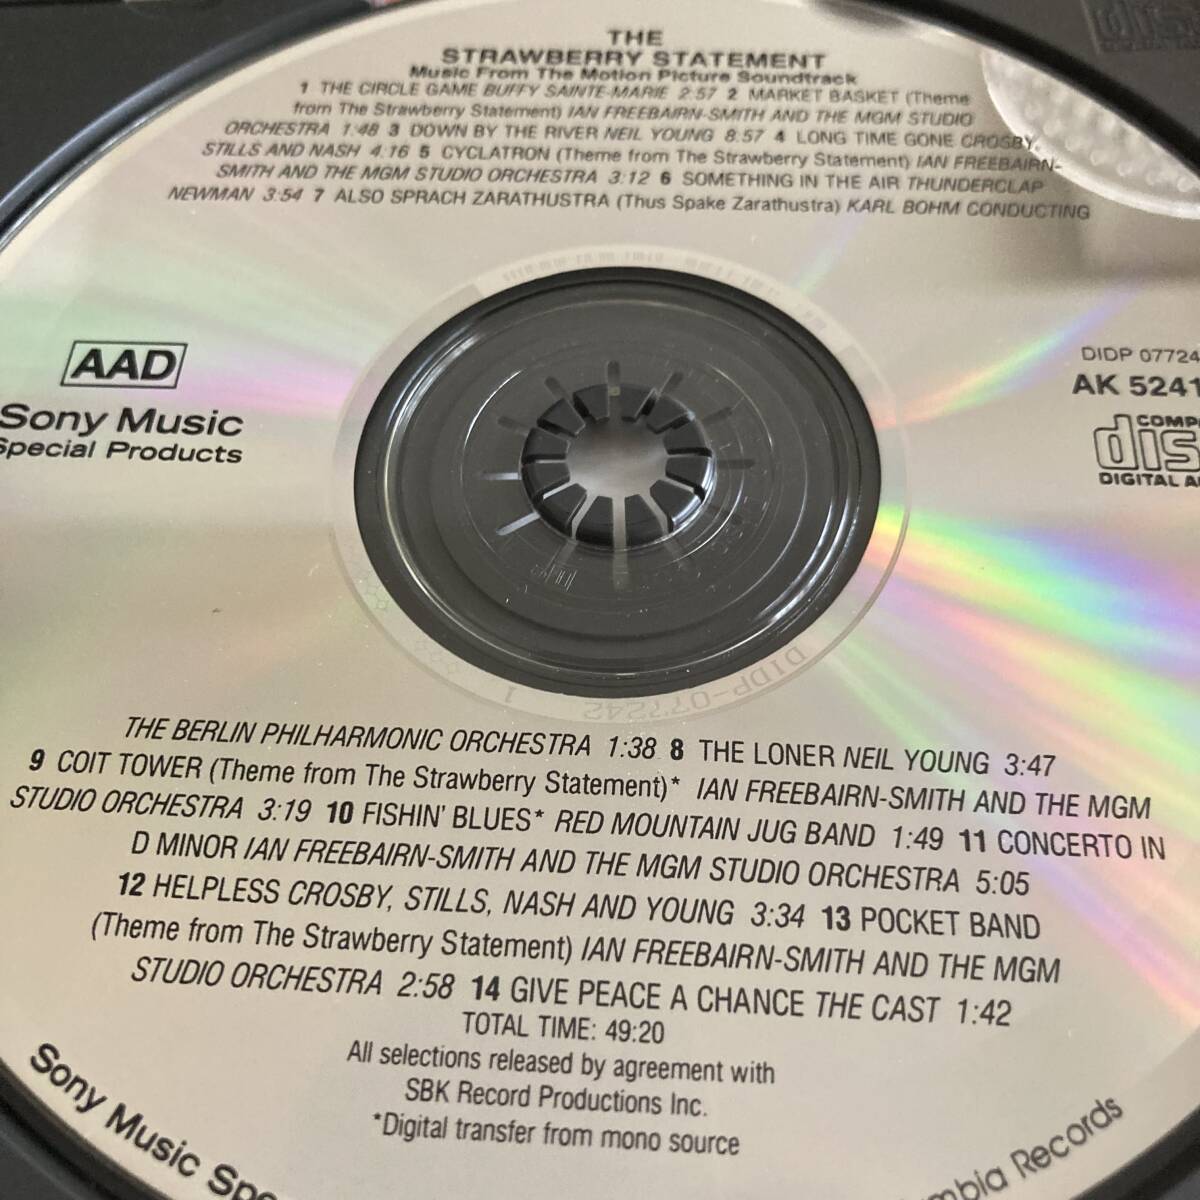 THE
STRAWBERRY STATEMENT
Music From The Motion Picture Soundtrack
1 THE CIRCLE GAME BUFFY SAINTE-MARIE 2:57 2 MARKET BASKET (Theme
from The Strawberry Statement) IAN FREEBAIRN-SMITH AND THE MGM STUDIO
ORCHESTRA 1:48 3 DOWN BY THE RIVER NEIL YOUNG 8:57 4 LONG TIME GONE CROSBY,
STILLS AND NASH 4:16 5 CYCLATRON (Theme from The Strawberry Statement) IAN FREEBAIRN-
SMITH AND THE MGM STUDIO ORCHESTRA 3:12 6 SOMETHING IN THE AIR THUNDERCLAP
NEWMAN 3:54 7 ALSO SPRACH ZARATHUSTRA (Thus Spake Zarathustra) KARL BOHM CONDUCTING
AAD
Sony Music
Special Products
DIDP 07724
AK 5241
COMP
disc
DIGITAL A
DIDP-077242 1
THE BERLIN PHILHARMONIC ORCHESTRA 1:38 8 THE LONER NEIL YOUNG 3:47
9 COIT TOWER (Theme from The Strawberry Statement)* IAN FREEBAIRN-SMITH AND THE MGM
STUDIO ORCHESTRA 3:19 10 FISHIN' BLUES* RED MOUNTAIN JUG BAND 1:49 11 CONCERTO IN
D MINOR IAN FREEBAIRN-SMITH AND THE MGM STUDIO ORCHESTRA 5:05
12 HELPLESS CROSBY, STILLS, NASH AND YOUNG 3:34 13 POCKET BAND
(Theme from The Strawberry Statement) IAN FREEBAIRN-SMITH AND THE MGM
STUDIO ORCHESTRA 2:58 14 GIVE PEACE A CHANCE THE CAST 1:42
TOTAL TIME: 49:20
All selections released by agreement with
SBK Record Productions Inc.
*Digital transfer from mono source
Sony Music Spe
mbia Records